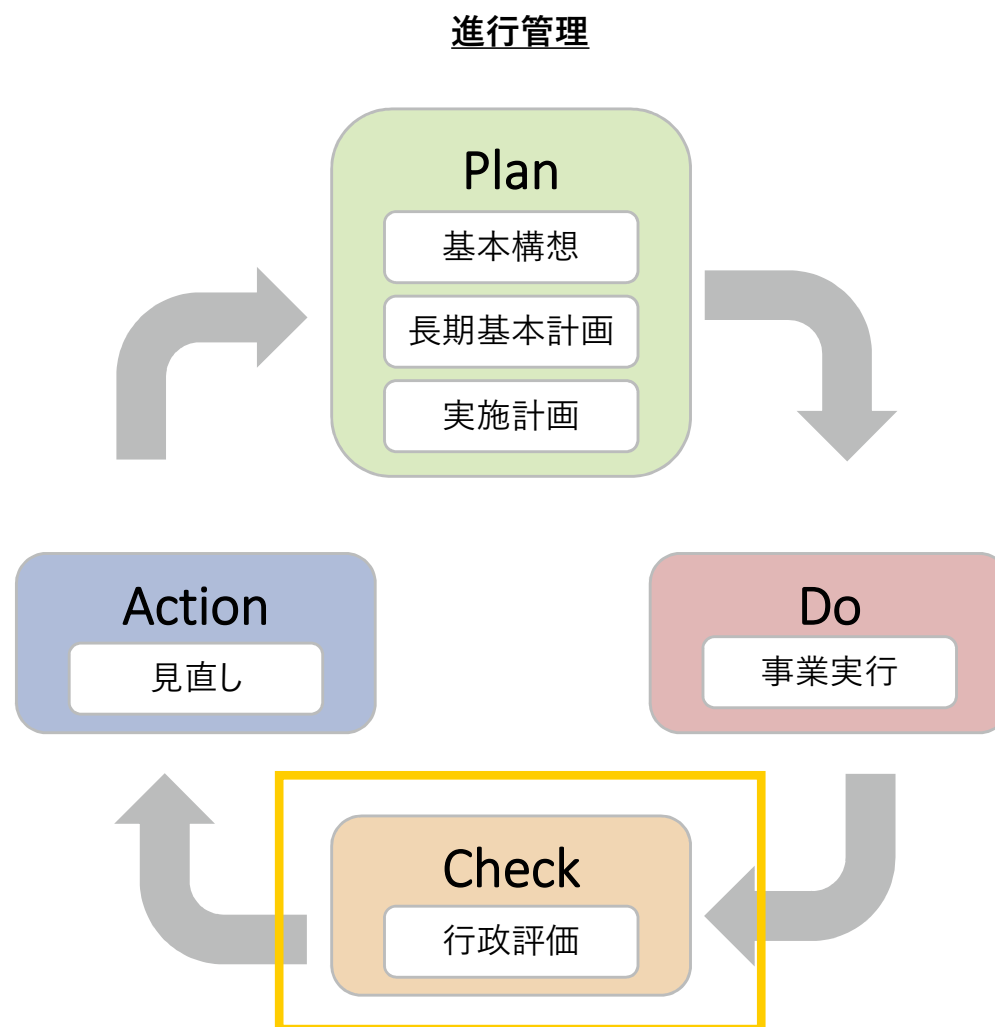 進行管理
Plan
基本構想
長期基本計画
実施計画
Action
見直し
Do
事業実行
Check
行政評価